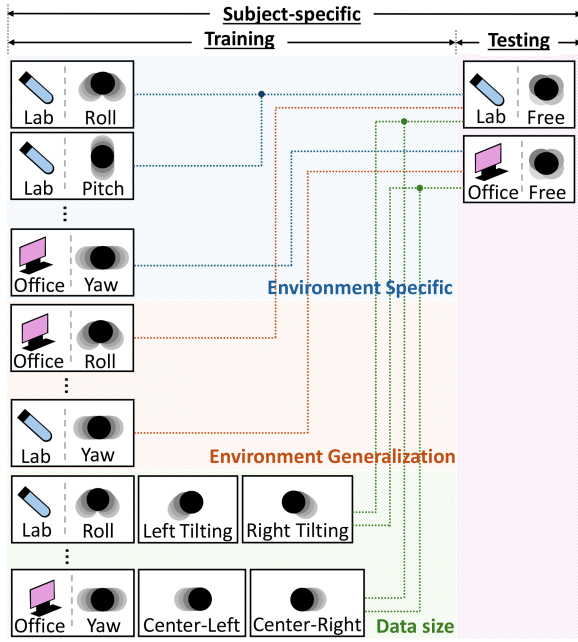 Subject-specific
Training
Testing
Lab Roll
Lab Free
Lab Pitch
Office Free
Office Yaw
Environment Specific
Office Roll
Lab Yaw
Environment Generalization
Lab Roll Left Tilting Right Tilting
Office Yaw Center-Left Center-Right
Data size